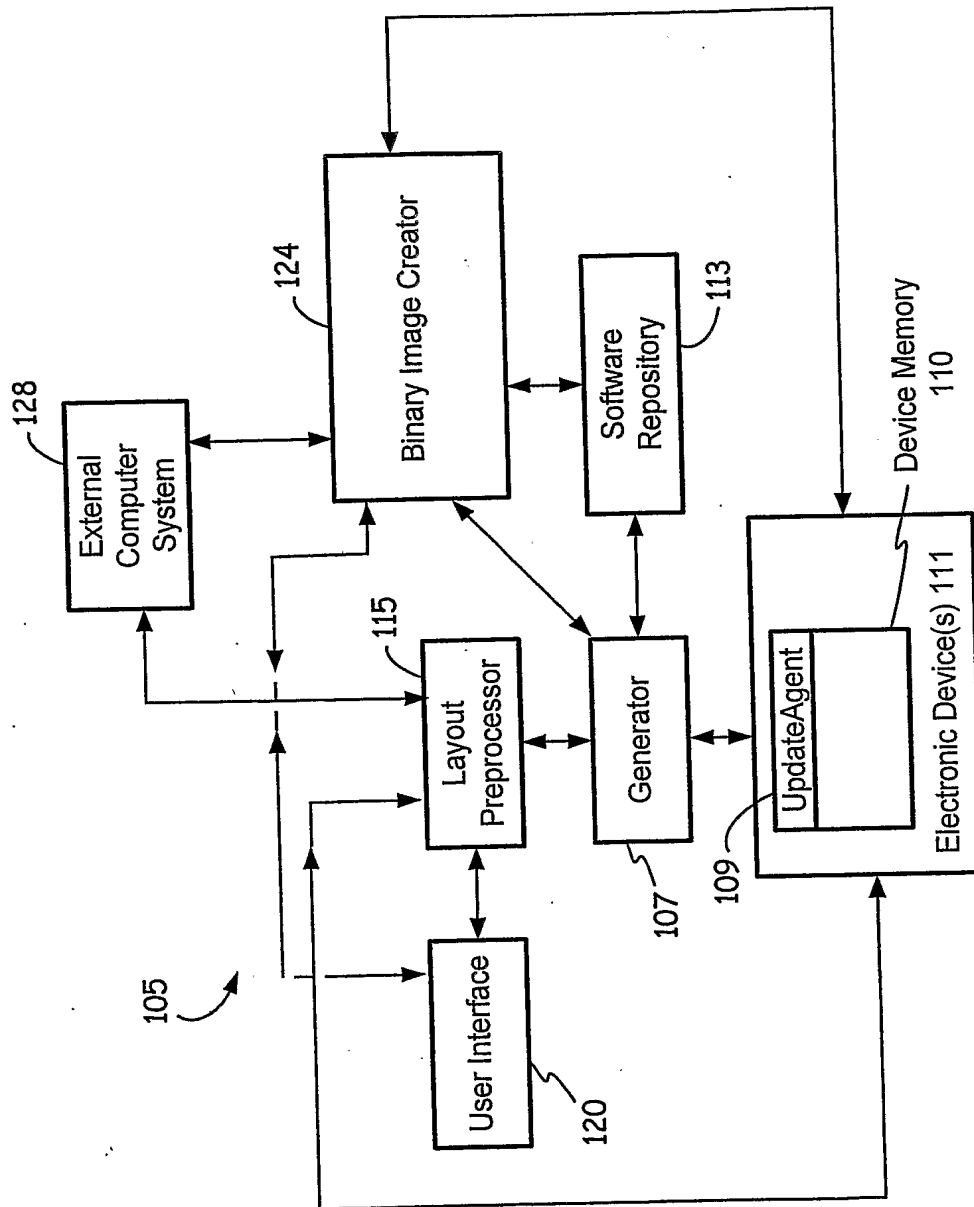 105
128
External
Computer
System
124
Binary Image Creator
115
Layout
Preprocessor
User Interface
120
Generator
107
Software
Repository
113
109
UpdateAgent
Electronic Device(s) 111
Device Memory
110